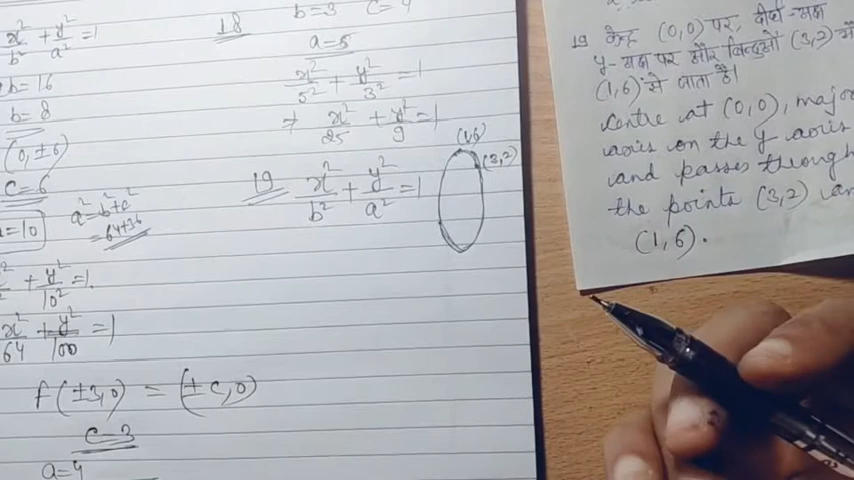 x²/b² + y²/a² = 1
b=16
b=8
(0, ±6)
c=6
a²=b²+c²
=64+36
a=10
y²/10² =1.
x²/64 + y²/100 =1
f(±3,0) = (±c,0)
c=3
a=4
18
b=3 c=4
a=5
x²/5² + y²/3² =1
⇒ x²/25 + y²/9 =1
19 x²/b² + y²/a² =1
(1,6)
(3,2)
19 केन्द्र (0,0) पर, दीर्घ-अक्ष
y-अक्ष पर और बिन्दुओं (3,2) और
(1,6) से जाता है।
centre at (0,0), major
axis on the y axis
and passes through
the points (3,2) an
(1,6).